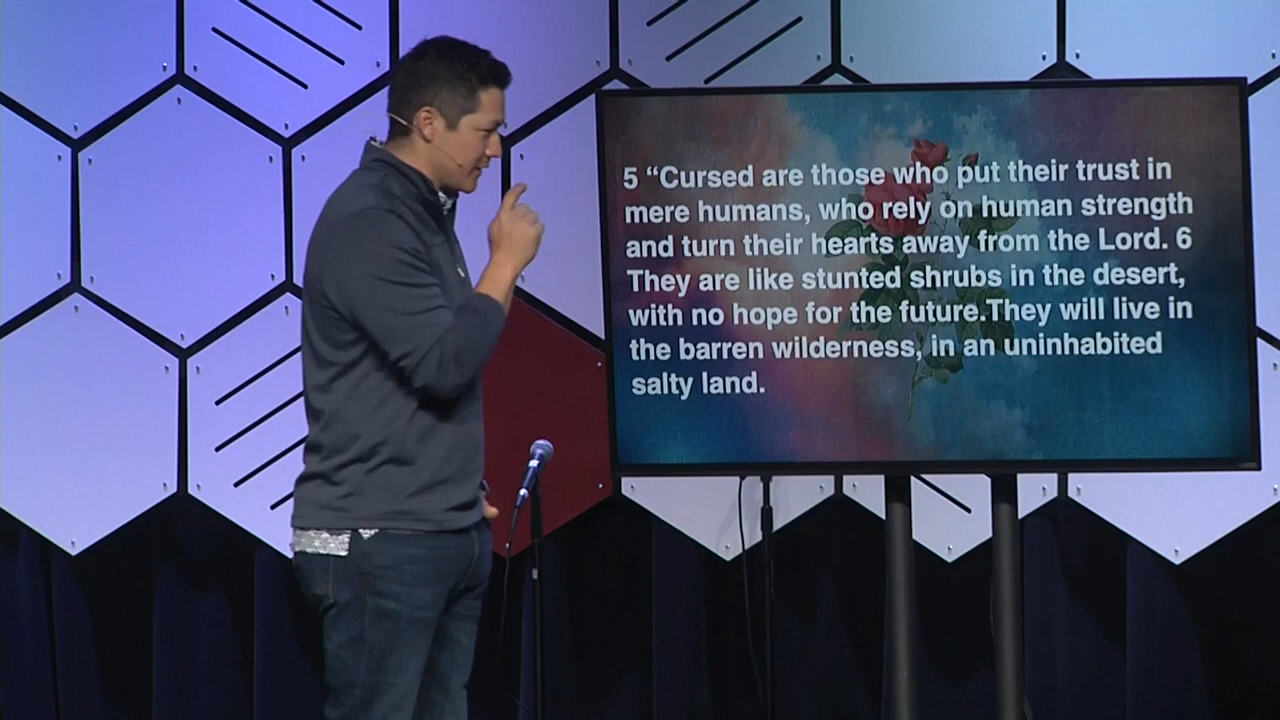 5 “Cursed are those who put their trust in
mere humans, who rely on human strength
and turn their hearts away from the Lord. 6
They are like stunted shrubs in the desert,
with no hope for the future.They will live in
the barren wilderness, in an uninhabited
salty land.